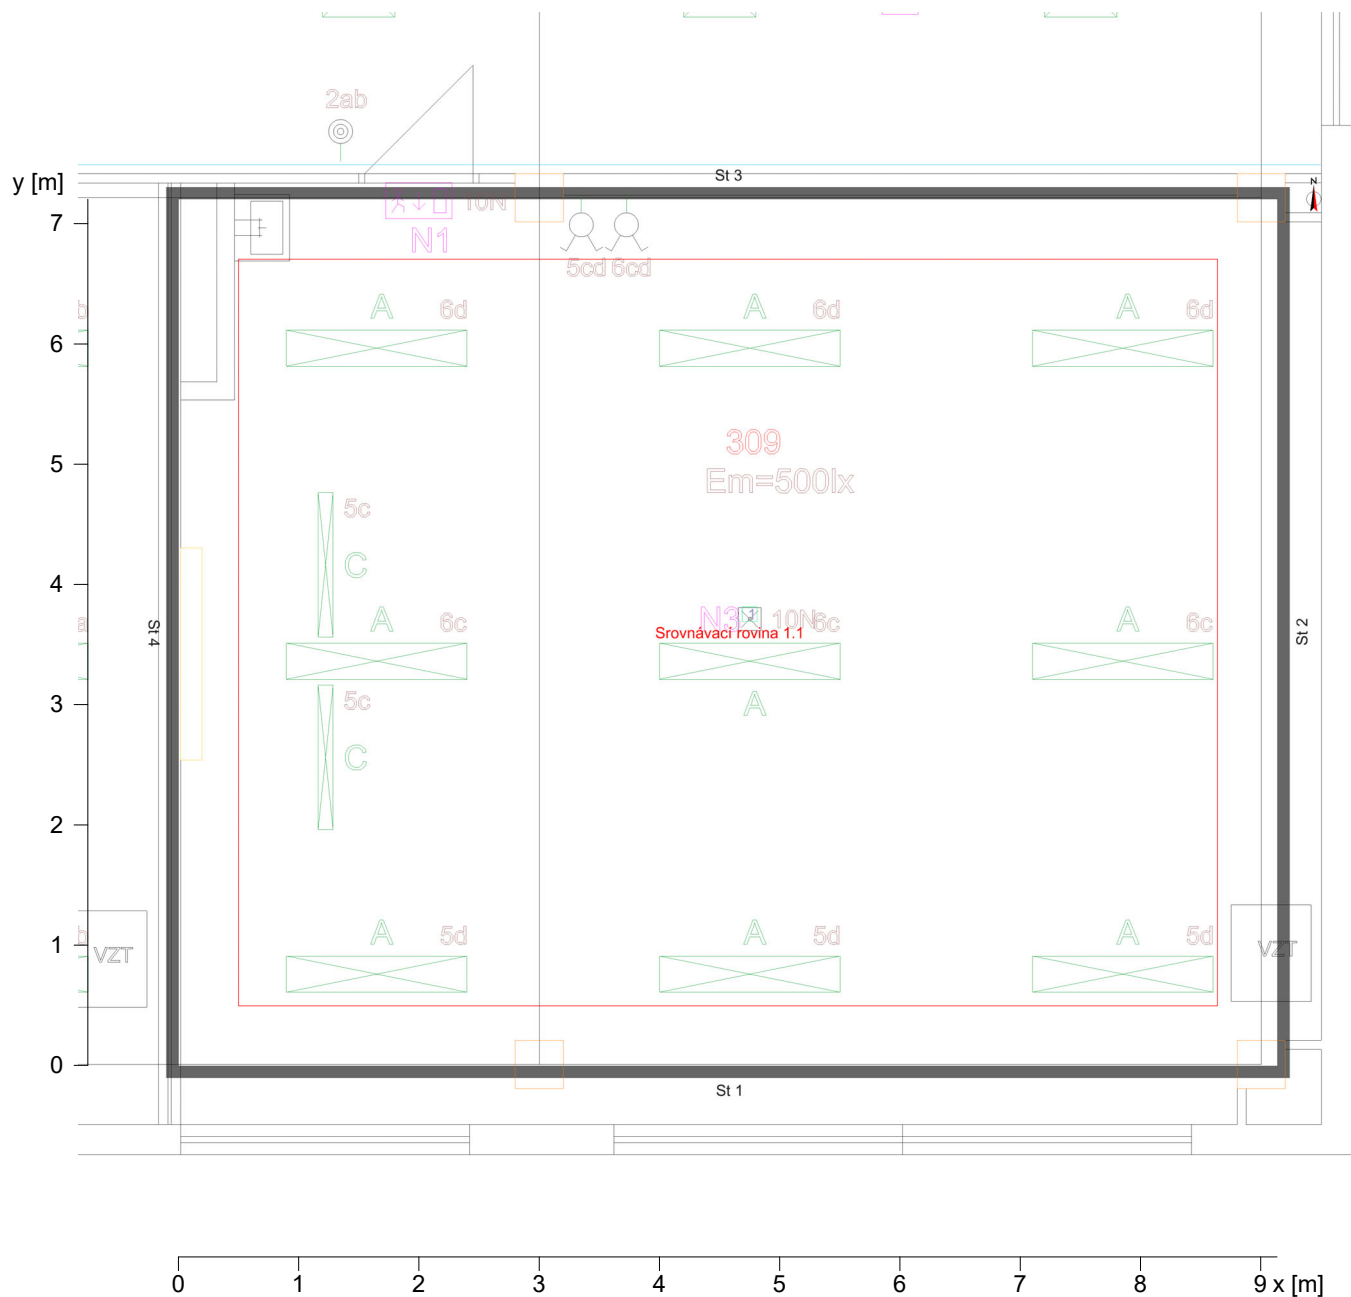 2ab
y [m]
St 3
N
7
10N
N1
5cd 6cd
A 6d A 6d A 6d
6
309
Em=500lx
5
5c
C
4
A 6c N3 1 10N 6c A 6c
Srovnávací rovina 1.1
St 4
St 2
3
5c
A
C
2
A 5d A 5d A 5d
1
VZT
VZT
0
St 1
0 1 2 3 4 5 6 7 8 9 x [m]